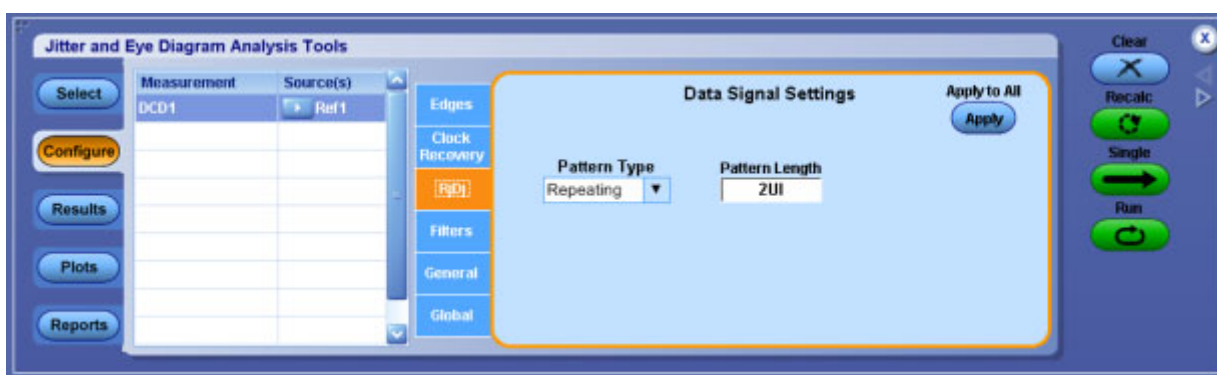 Jitter and Eye Diagram Analysis Tools
Clear
X
Select
Configure
Results
Plots
Reports
Measurement Source(s)
DCD1 Ref1
Edges
Clock
Recovery
RjDj
Filters
General
Global
Data Signal Settings
Apply to All
Apply
Pattern Type
Repeating
Pattern Length
2UI
Recalc
Single
Run